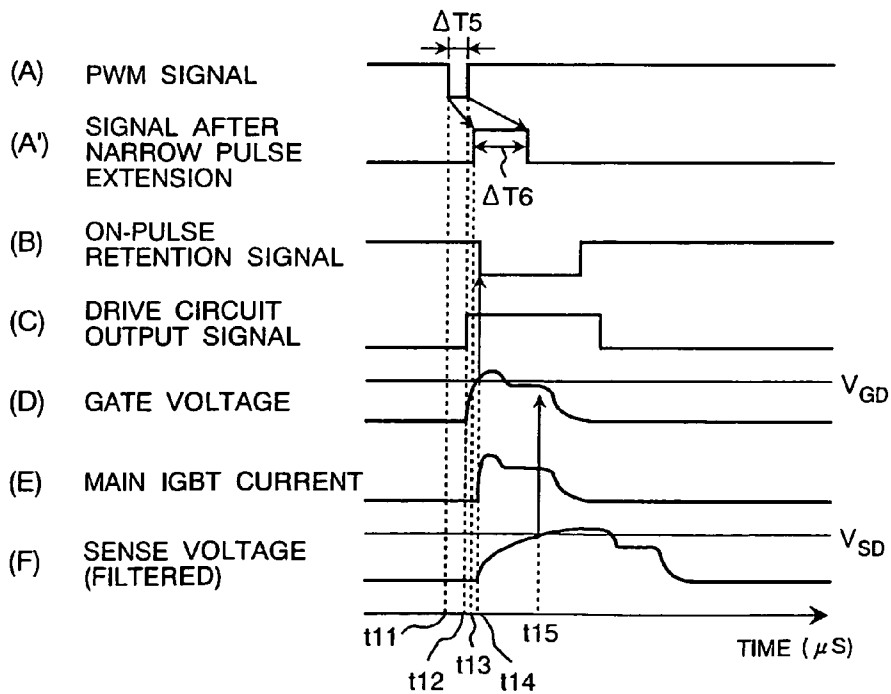 ΔT5
(A) PWM SIGNAL
(A') SIGNAL AFTER
NARROW PULSE
EXTENSION
ΔT6
(B) ON-PULSE
RETENTION SIGNAL
(C) DRIVE CIRCUIT
OUTPUT SIGNAL
(D) GATE VOLTAGE
VGD
(E) MAIN IGBT CURRENT
(F) SENSE VOLTAGE
(FILTERED)
VSD
t11
t12
t13
t14
t15
TIME (μS)